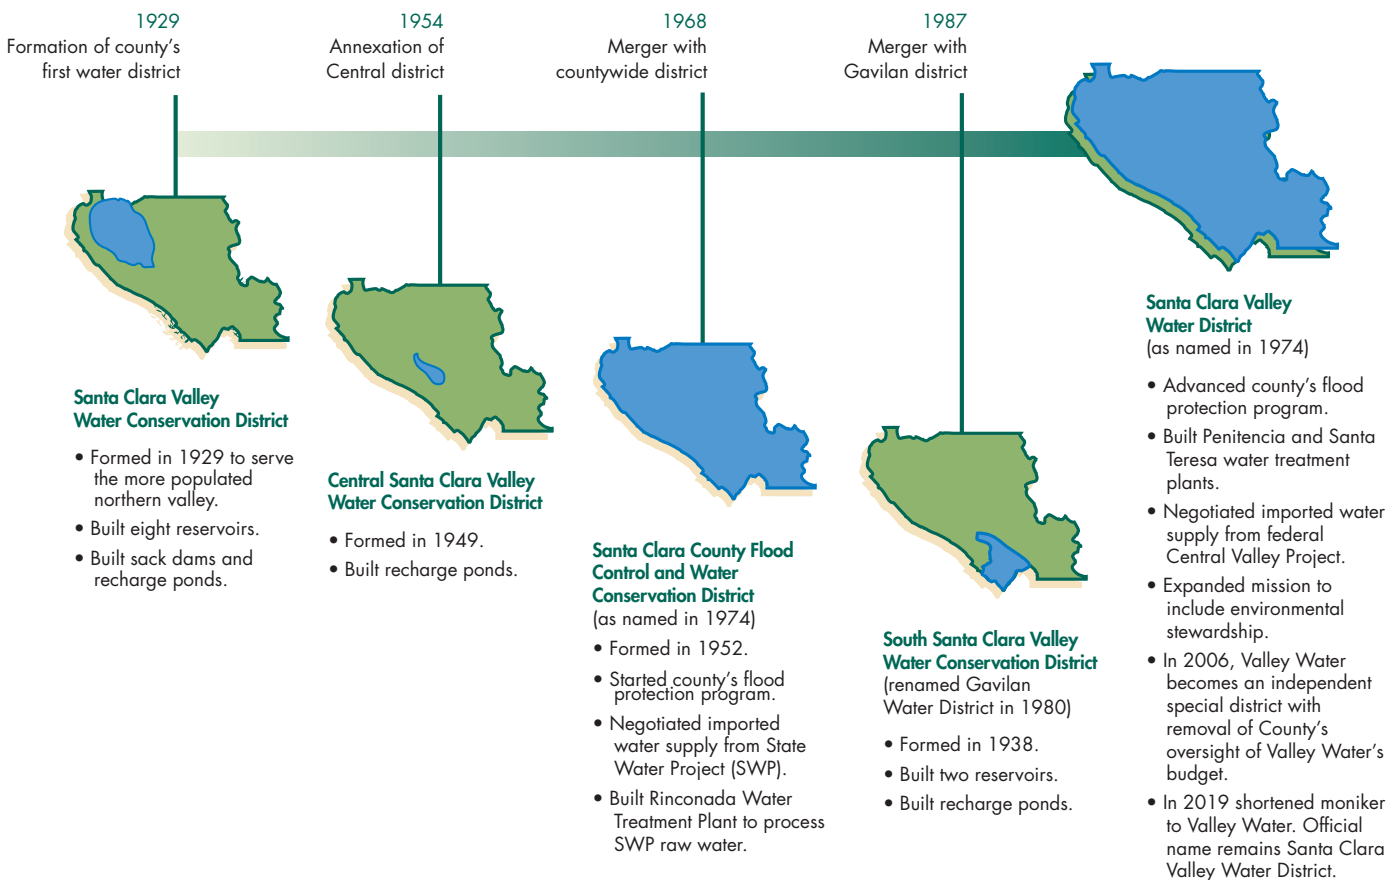 1929
Formation of county's
first water district
1954
Annexation of
Central district
1968
Merger with
countywide district
1987
Merger with
Gavilan district
Santa Clara Valley
Water Conservation District
• Formed in 1929 to serve
the more populated
northern valley.
• Built eight reservoirs.
• Built sack dams and
recharge ponds.
Central Santa Clara Valley
Water Conservation District
• Formed in 1949.
• Built recharge ponds.
Santa Clara County Flood
Control and Water
Conservation District
(as named in 1974)
• Formed in 1952.
• Started county's flood
protection program.
• Negotiated imported
water supply from State
Water Project (SWP).
• Built Rinconada Water
Treatment Plant to process
SWP raw water.
South Santa Clara Valley
Water Conservation District
(renamed Gavilan
Water District in 1980)
• Formed in 1938.
• Built two reservoirs.
• Built recharge ponds.
Santa Clara Valley
Water District
(as named in 1974)
• Advanced county's flood
protection program.
• Built Penitencia and Santa
Teresa water treatment
plants.
• Negotiated imported water
supply from federal
Central Valley Project.
• Expanded mission to
include environmental
stewardship.
• In 2006, Valley Water
becomes an independent
special district with
removal of County's
oversight of Valley Water's
budget.
• In 2019 shortened moniker
to Valley Water. Official
name remains Santa Clara
Valley Water District.